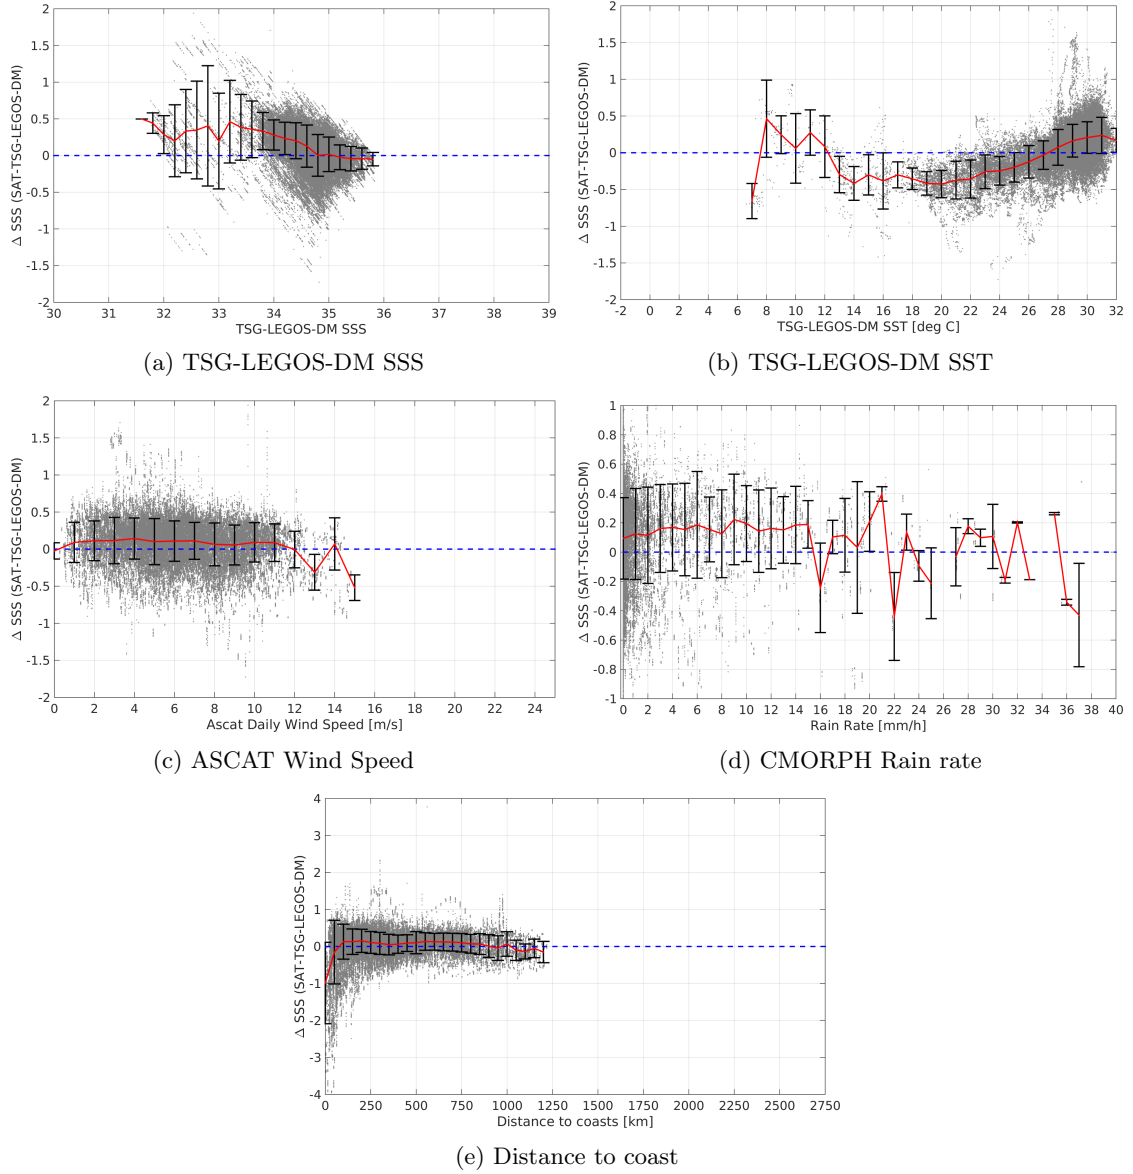 Δ SSS (SAT-TSG-LEGOS-DM)
2
1.5
1
0.5
0
-0.5
-1
-1.5
-2
30 31 32 33 34 35 36 37 38 39
TSG-LEGOS-DM SSS
(a) TSG-LEGOS-DM SSS
Δ SSS (SAT-TSG-LEGOS-DM)
2
1.5
1
0.5
0
-0.5
-1
-1.5
-2
-2 0 2 4 6 8 10 12 14 16 18 20 22 24 26 28 30 32
TSG-LEGOS-DM SST [deg C]
(b) TSG-LEGOS-DM SST
Δ SSS (SAT-TSG-LEGOS-DM)
2
1.5
1
0.5
0
-0.5
-1
-1.5
-2
0 2 4 6 8 10 12 14 16 18 20 22 24
Ascat Daily Wind Speed [m/s]
(c) ASCAT Wind Speed
Δ SSS (SAT-TSG-LEGOS-DM)
1
0.8
0.6
0.4
0.2
0
-0.2
-0.4
-0.6
-0.8
-1
0 2 4 6 8 10 12 14 16 18 20 22 24 26 28 30 32 34 36 38 40
Rain Rate [mm/h]
(d) CMORPH Rain rate
Δ SSS (SAT-TSG-LEGOS-DM)
4
3
2
1
0
-1
-2
-3
-4
0 250 500 750 1000 1250 1500 1750 2000 2250 2500 2750
Distance to coasts [km]
(e) Distance to coast